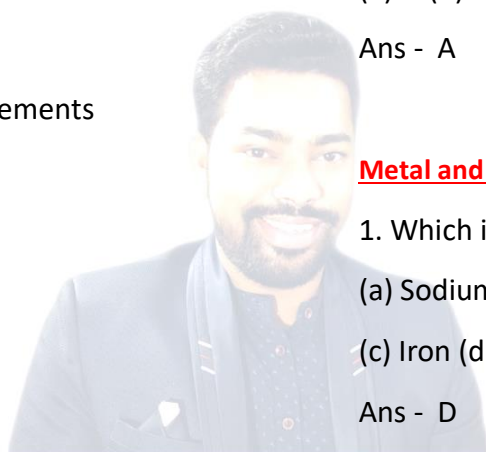 Ans - A
ements
Metal and
1. Which i
(a) Sodiun
(c) Iron (d
Ans - D